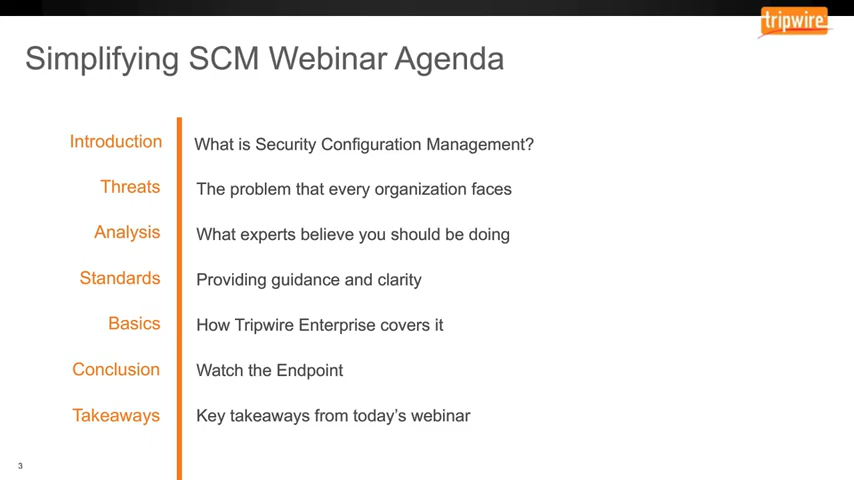 tripwire
Simplifying SCM Webinar Agenda
Introduction What is Security Configuration Management?
Threats The problem that every organization faces
Analysis What experts believe you should be doing
Standards Providing guidance and clarity
Basics How Tripwire Enterprise covers it
Conclusion Watch the Endpoint
Takeaways Key takeaways from today's webinar
3